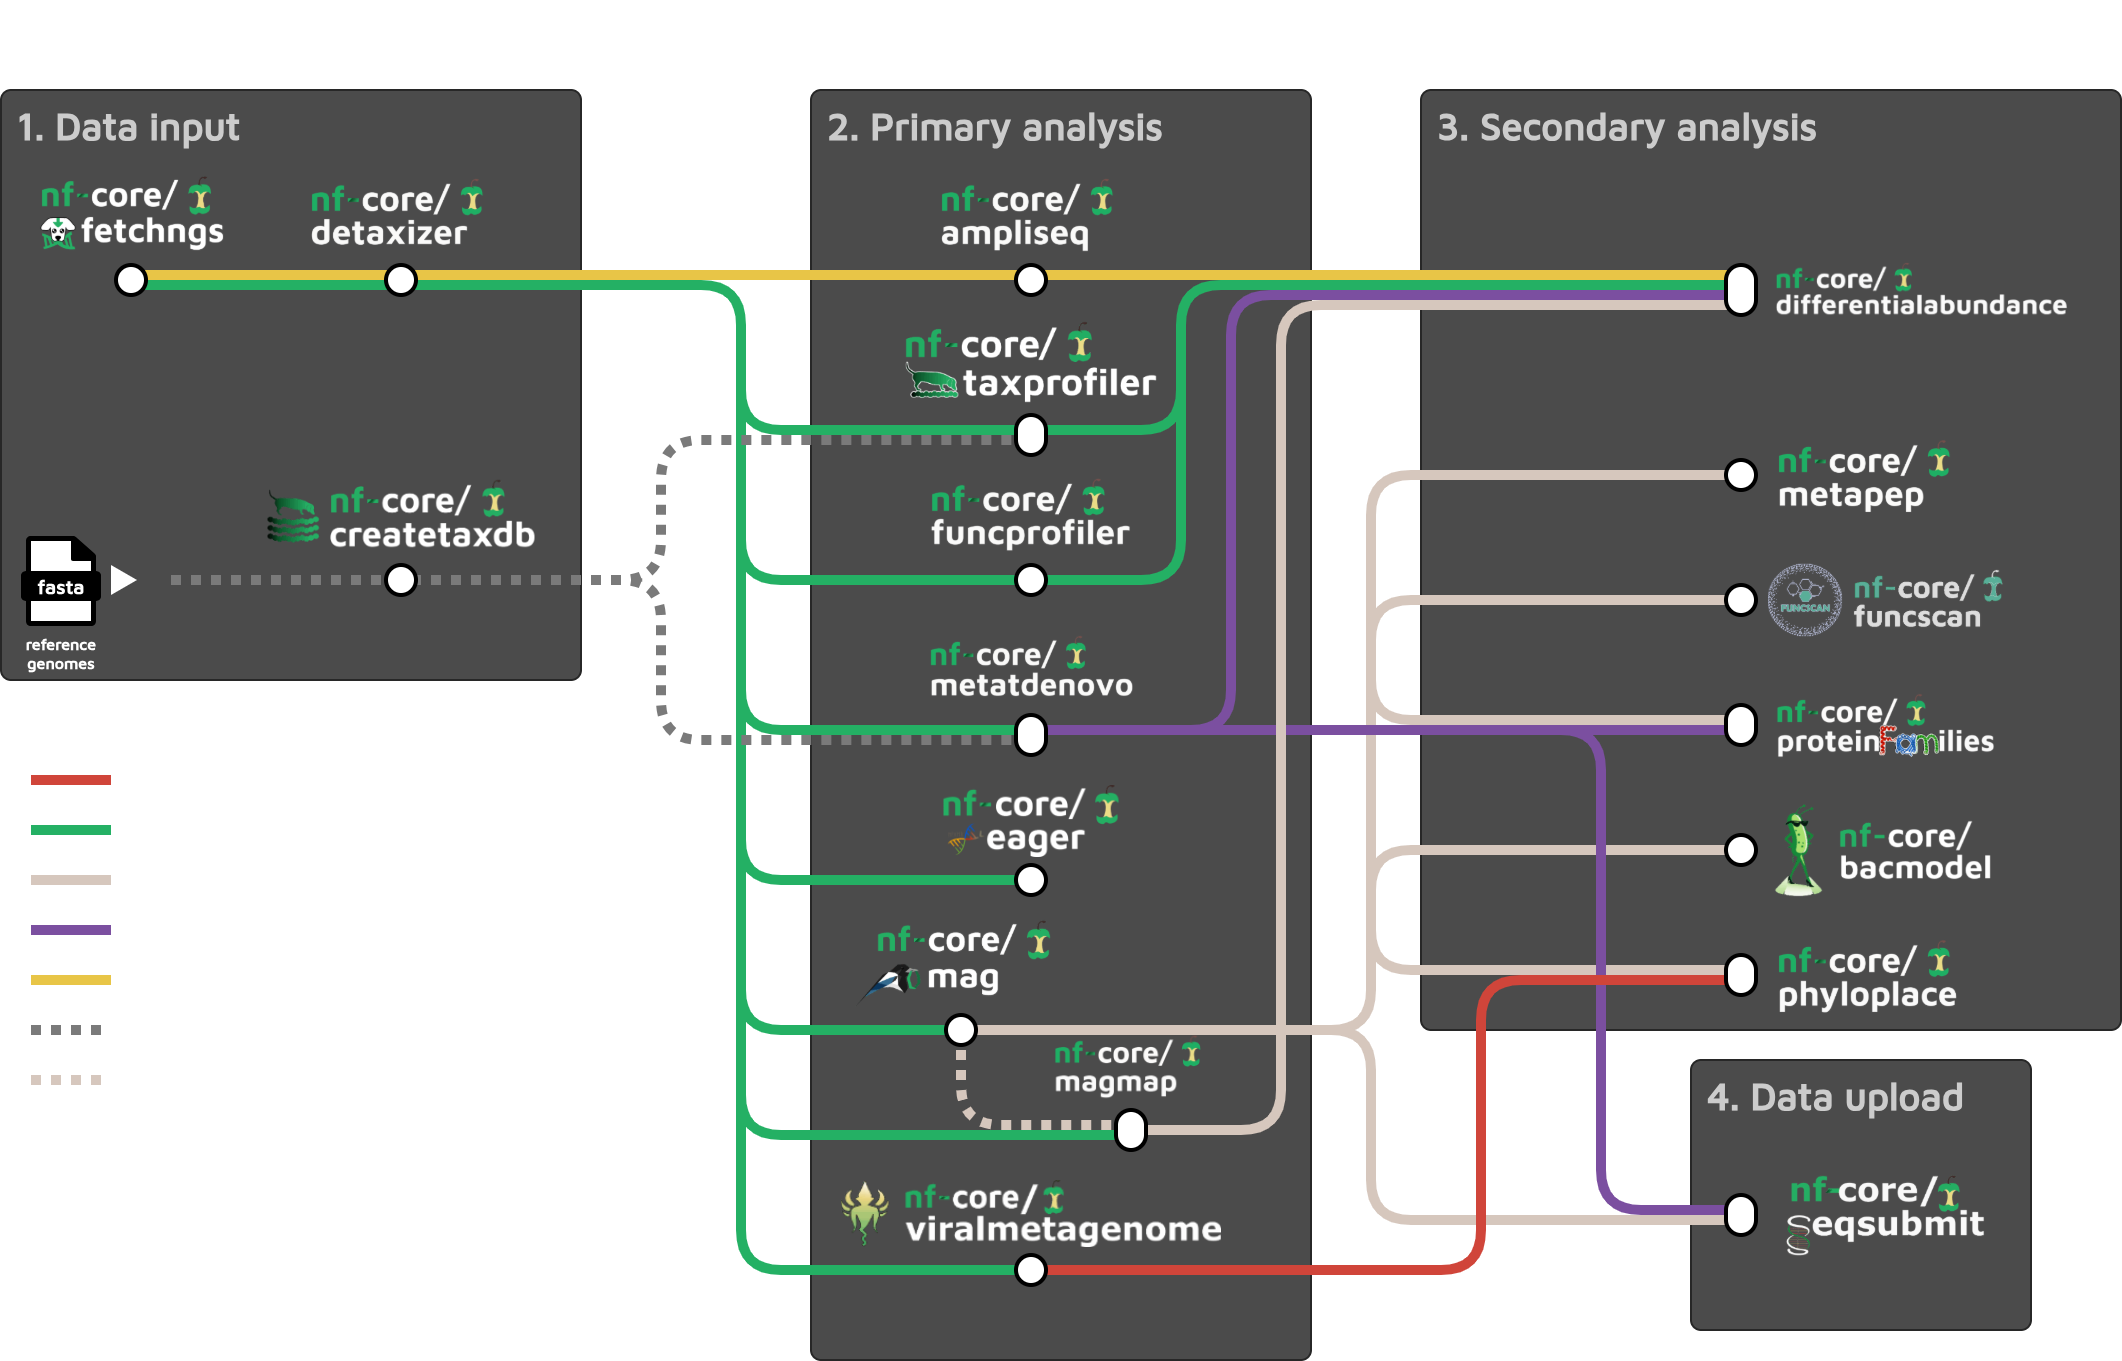 1. Data input
nf-core/
fetchngs
nf-core/
detaxizer
nf-core/
createtaxdb
fasta
reference
genomes
2. Primary analysis
nf-core/
ampliseq
nf-core/
taxprofiler
nf-core/
funcprofiler
nf-core/
metatdenovo
nf-core/
eager
nf-core/
mag
nf-core/
magmap
nf-core/
viralmetagenome
3. Secondary analysis
nf-core/
differentialabundance
nf-core/
metapep
FUNCSCAN
nf-core/
funcscan
nf-core/
proteinFamilies
nf-core/
bacmodel
nf-core/
phyloplace
4. Data upload
nf-core/
seqsubmit